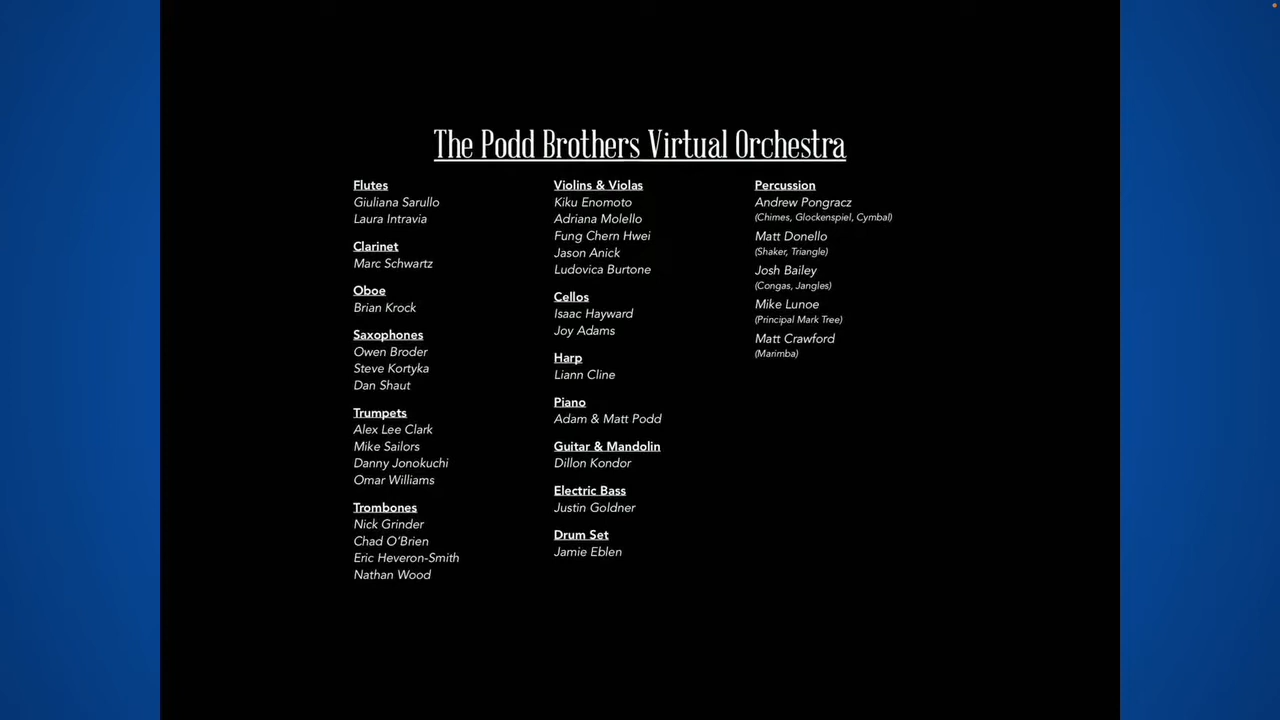 The Podd Brothers Virtual Orchestra
Flutes
Giuliana Sarullo
Laura Intravia
Clarinet
Marc Schwartz
Oboe
Brian Krock
Saxophones
Owen Broder
Steve Kortyka
Dan Shaut
Trumpets
Alex Lee Clark
Mike Sailors
Danny Jonokuchi
Omar Williams
Trombones
Nick Grinder
Chad O’Brien
Eric Heveron-Smith
Nathan Wood
Violins & Violas
Kiku Enomoto
Adriana Molello
Fung Chern Hwei
Jason Anick
Ludovica Burtone
Cellos
Isaac Hayward
Joy Adams
Harp
Liann Cline
Piano
Adam & Matt Podd
Guitar & Mandolin
Dillon Kondor
Electric Bass
Justin Goldner
Drum Set
Jamie Eblen
Percussion
Andrew Pongracz
(Chimes, Glockenspiel, Cymbal)
Matt Donello
(Shaker, Triangle)
Josh Bailey
(Congas, Jangles)
Mike Lunoe
(Principal Mark Tree)
Matt Crawford
(Marimba)